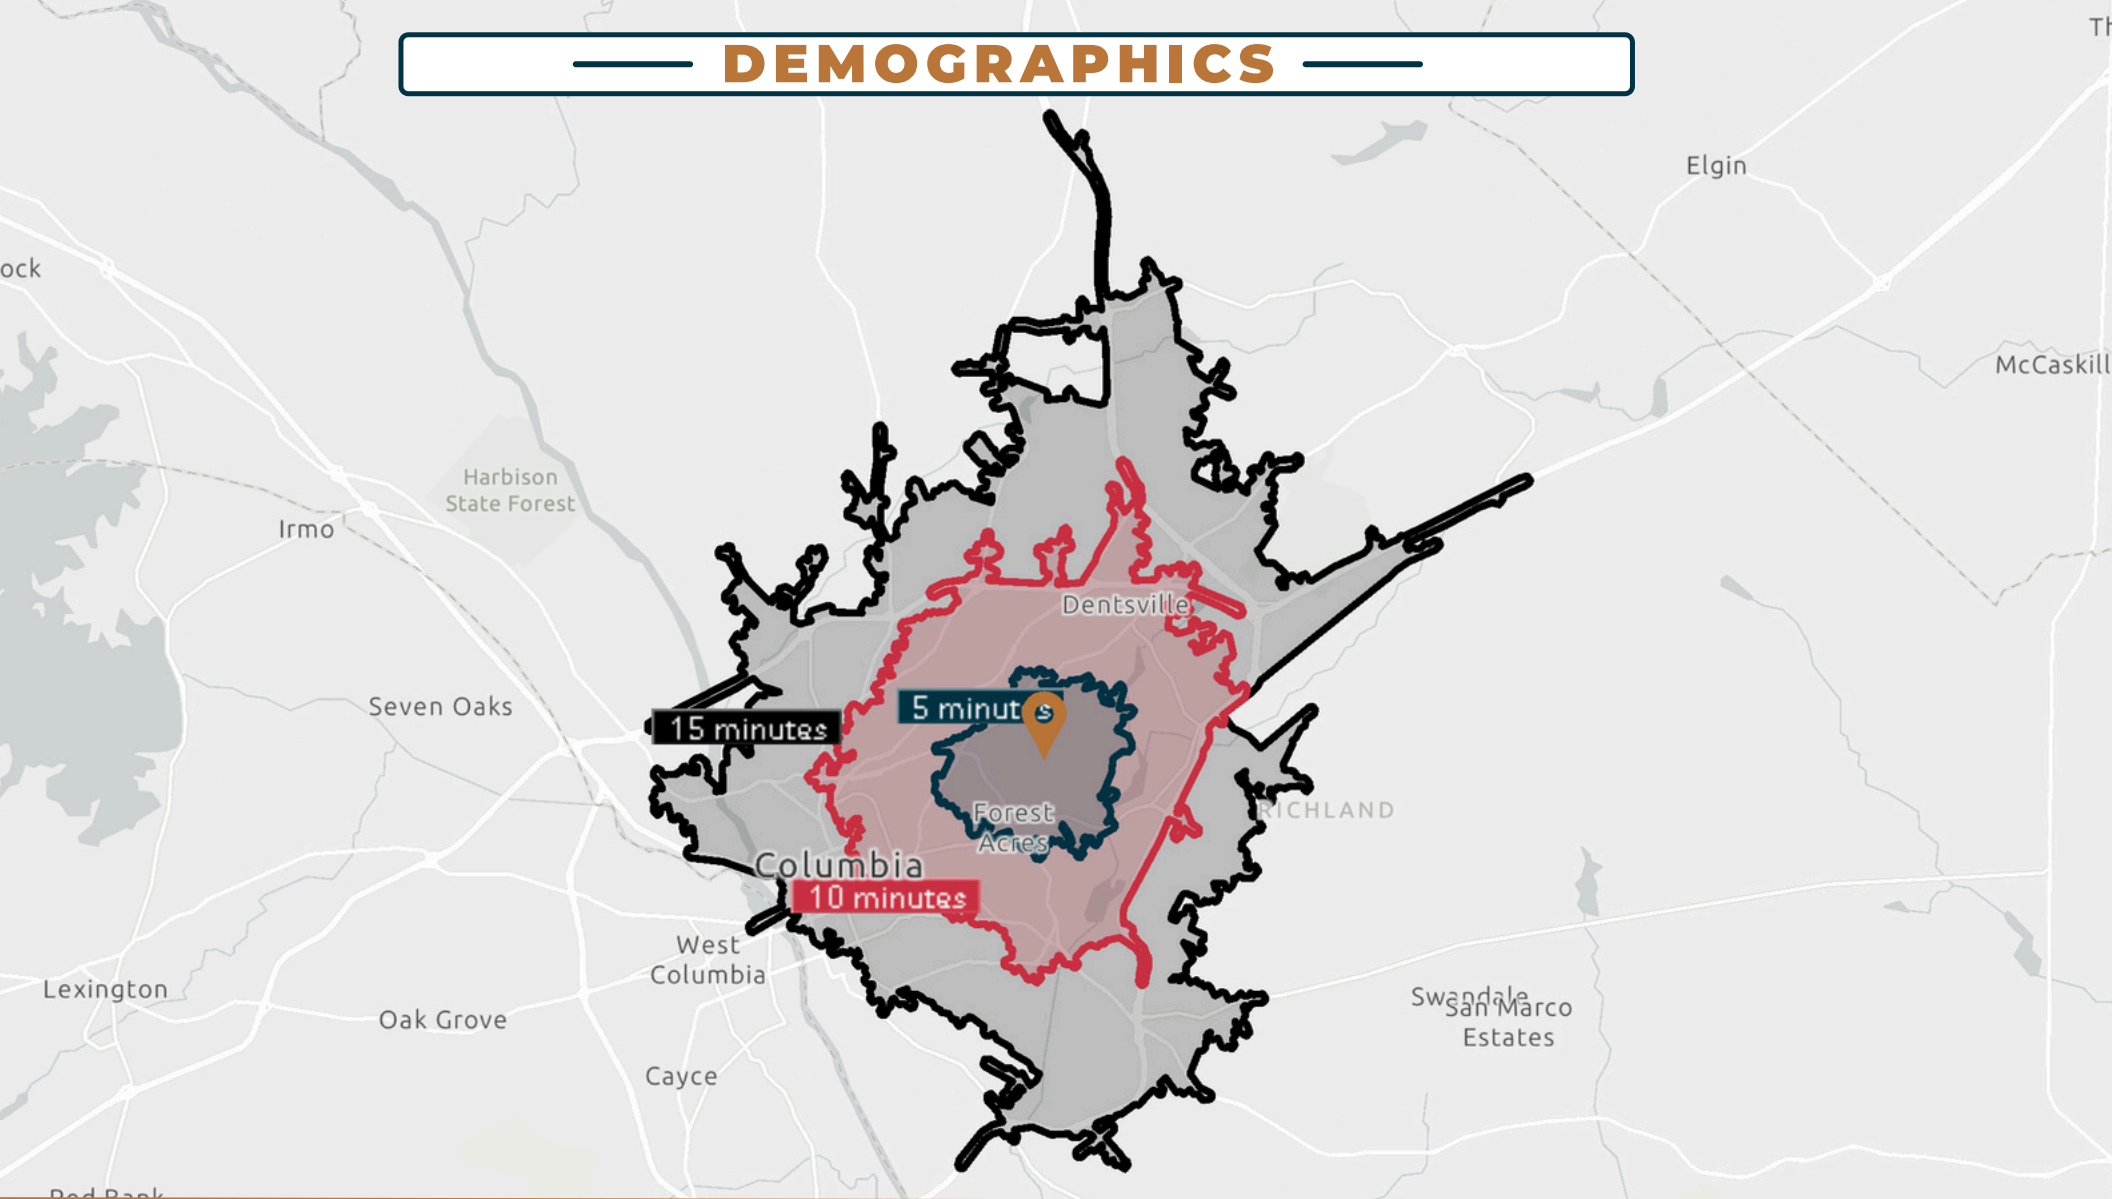 DEMOGRAPHICS
Elgin
ock
McCaskill
Harbison
State Forest
Irmo
Dentsville
Seven Oaks
5 minutes
15 minutes
Forest
Acres
RICHLAND
Columbia
10 minutes
West
Columbia
Lexington
Swandale
San Marco
Estates
Oak Grove
Cayce